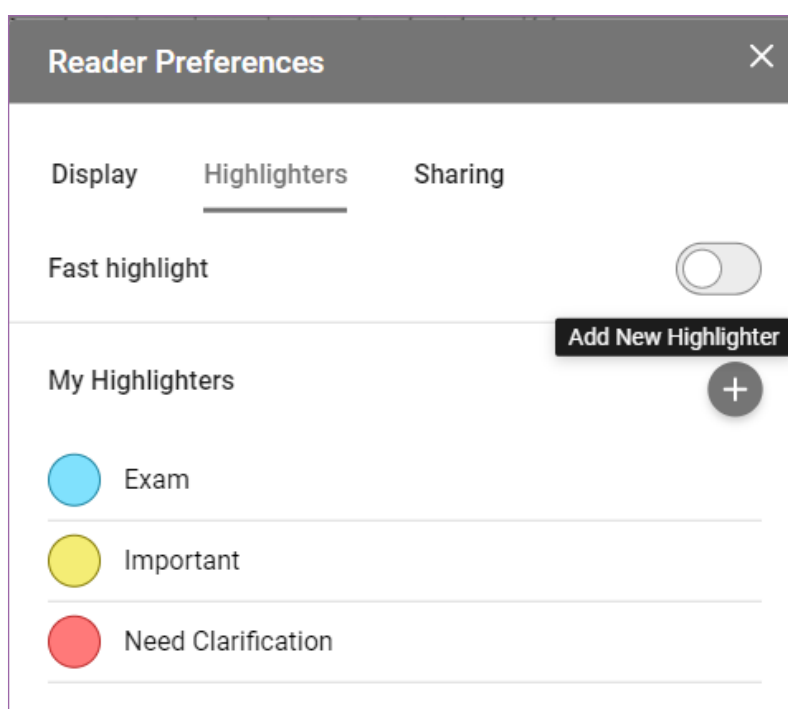 Reader Preferences
Display Highlighters Sharing
Fast highlight
Add New Highlighter
My Highlighters
Exam
Important
Need Clarification